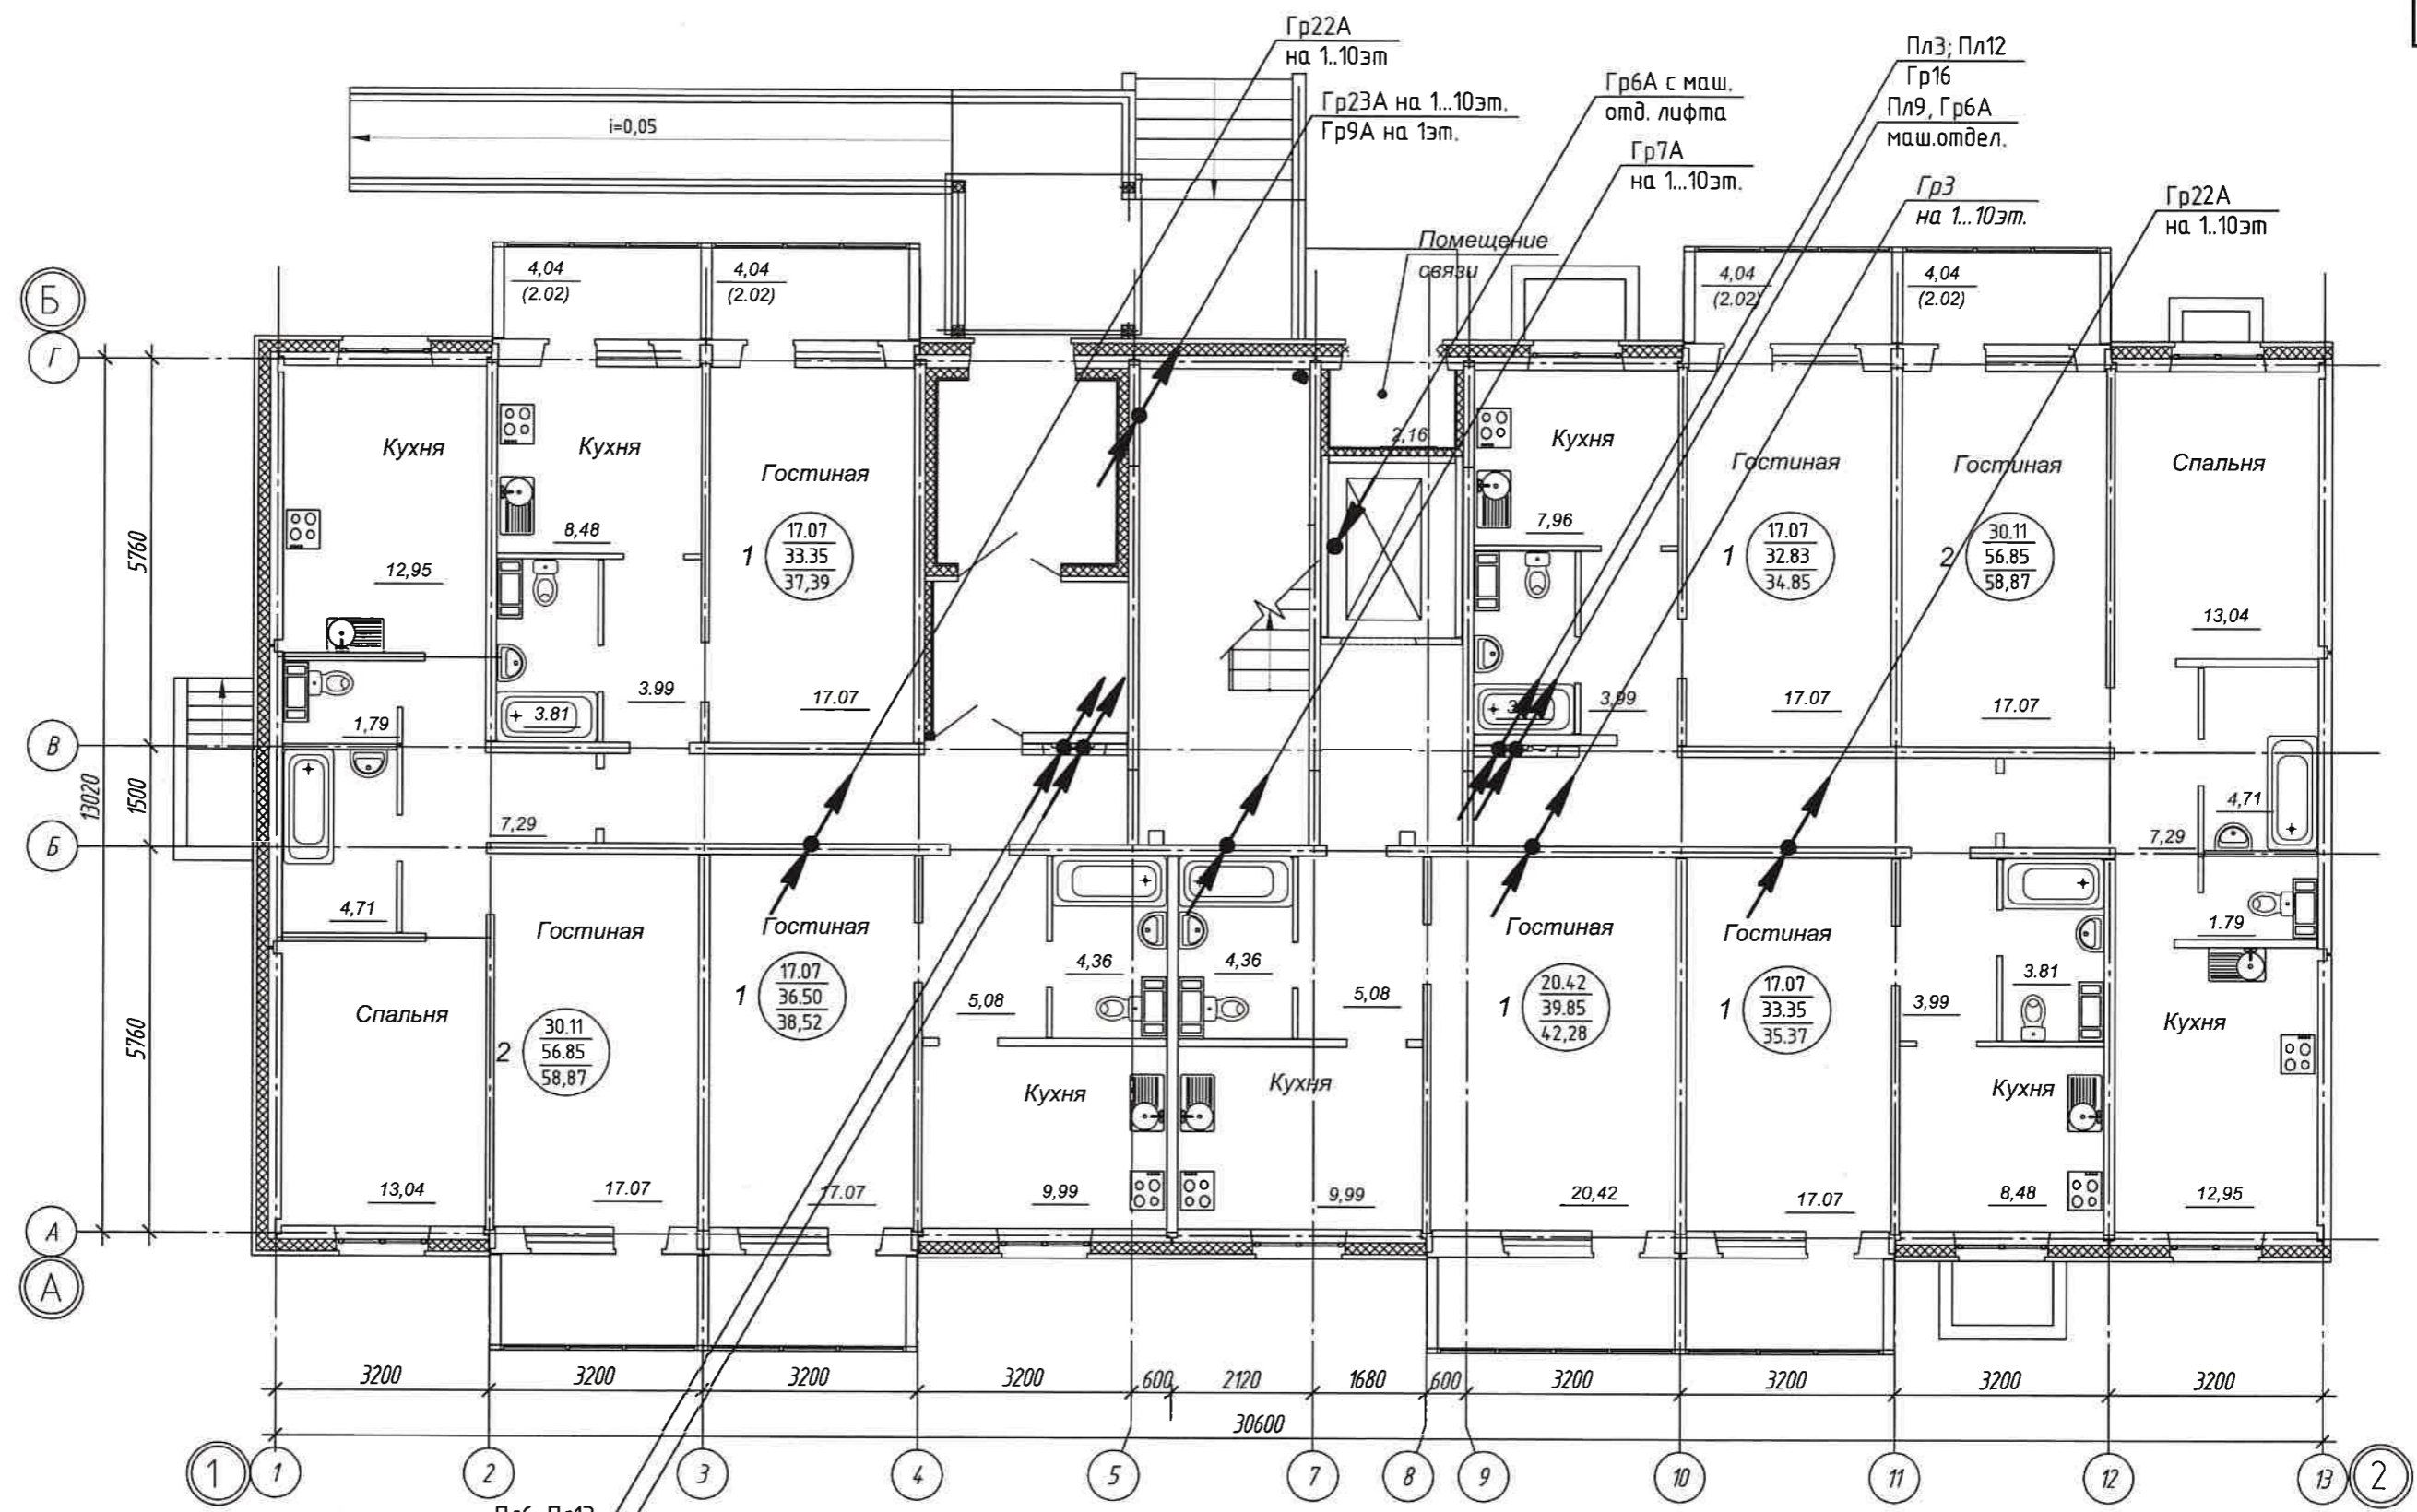 Гр22А
на 1..10эт
Гр23А на 1...10эт.
Гр9А на 1эт.
Гр6А с маш.
отд. лифта
Гр7А
на 1...10эт.
Пл3; Пл12
Гр16
Пл9, Гр6А
маш.отдел.
Гр3
на 1...10эт.
Гр22А
на 1..10эт
i=0,05
Помещение
связи
4,04
(2.02)
4,04
(2.02)
4,04
(2.02)
4,04
(2.02)
Б
Г
Кухня
Кухня
Гостиная
2,16
Кухня
Гостиная
Гостиная
Спальня
8,48
7,96
12,95
1
17.07
33.35
37,39
1
17.07
32.83
34.85
2
30.11
56.85
58,87
13,04
5760
3.99
17.07
3.81
3,99
17.07
17.07
1,79
В
13020
1500
7,29
4,71
7,29
Б
4,71
Гостиная
Гостиная
Гостиная
Гостиная
1.79
4,36
4,36
3.81
5,08
5,08
3,99
Спальня
1
17.07
36.50
38,52
1
20.42
39.85
42,28
1
17.07
33.35
35.37
Кухня
5760
2
30.11
56.85
58,87
Кухня
Кухня
Кухня
13,04
17.07
17.07
9,99
9,99
20,42
17.07
8,48
12,95
А
А
3200
3200
3200
3200
600
2120
1680
600
3200
3200
3200
3200
30600
1
1
2
3
4
5
7
8
9
10
11
12
13
2